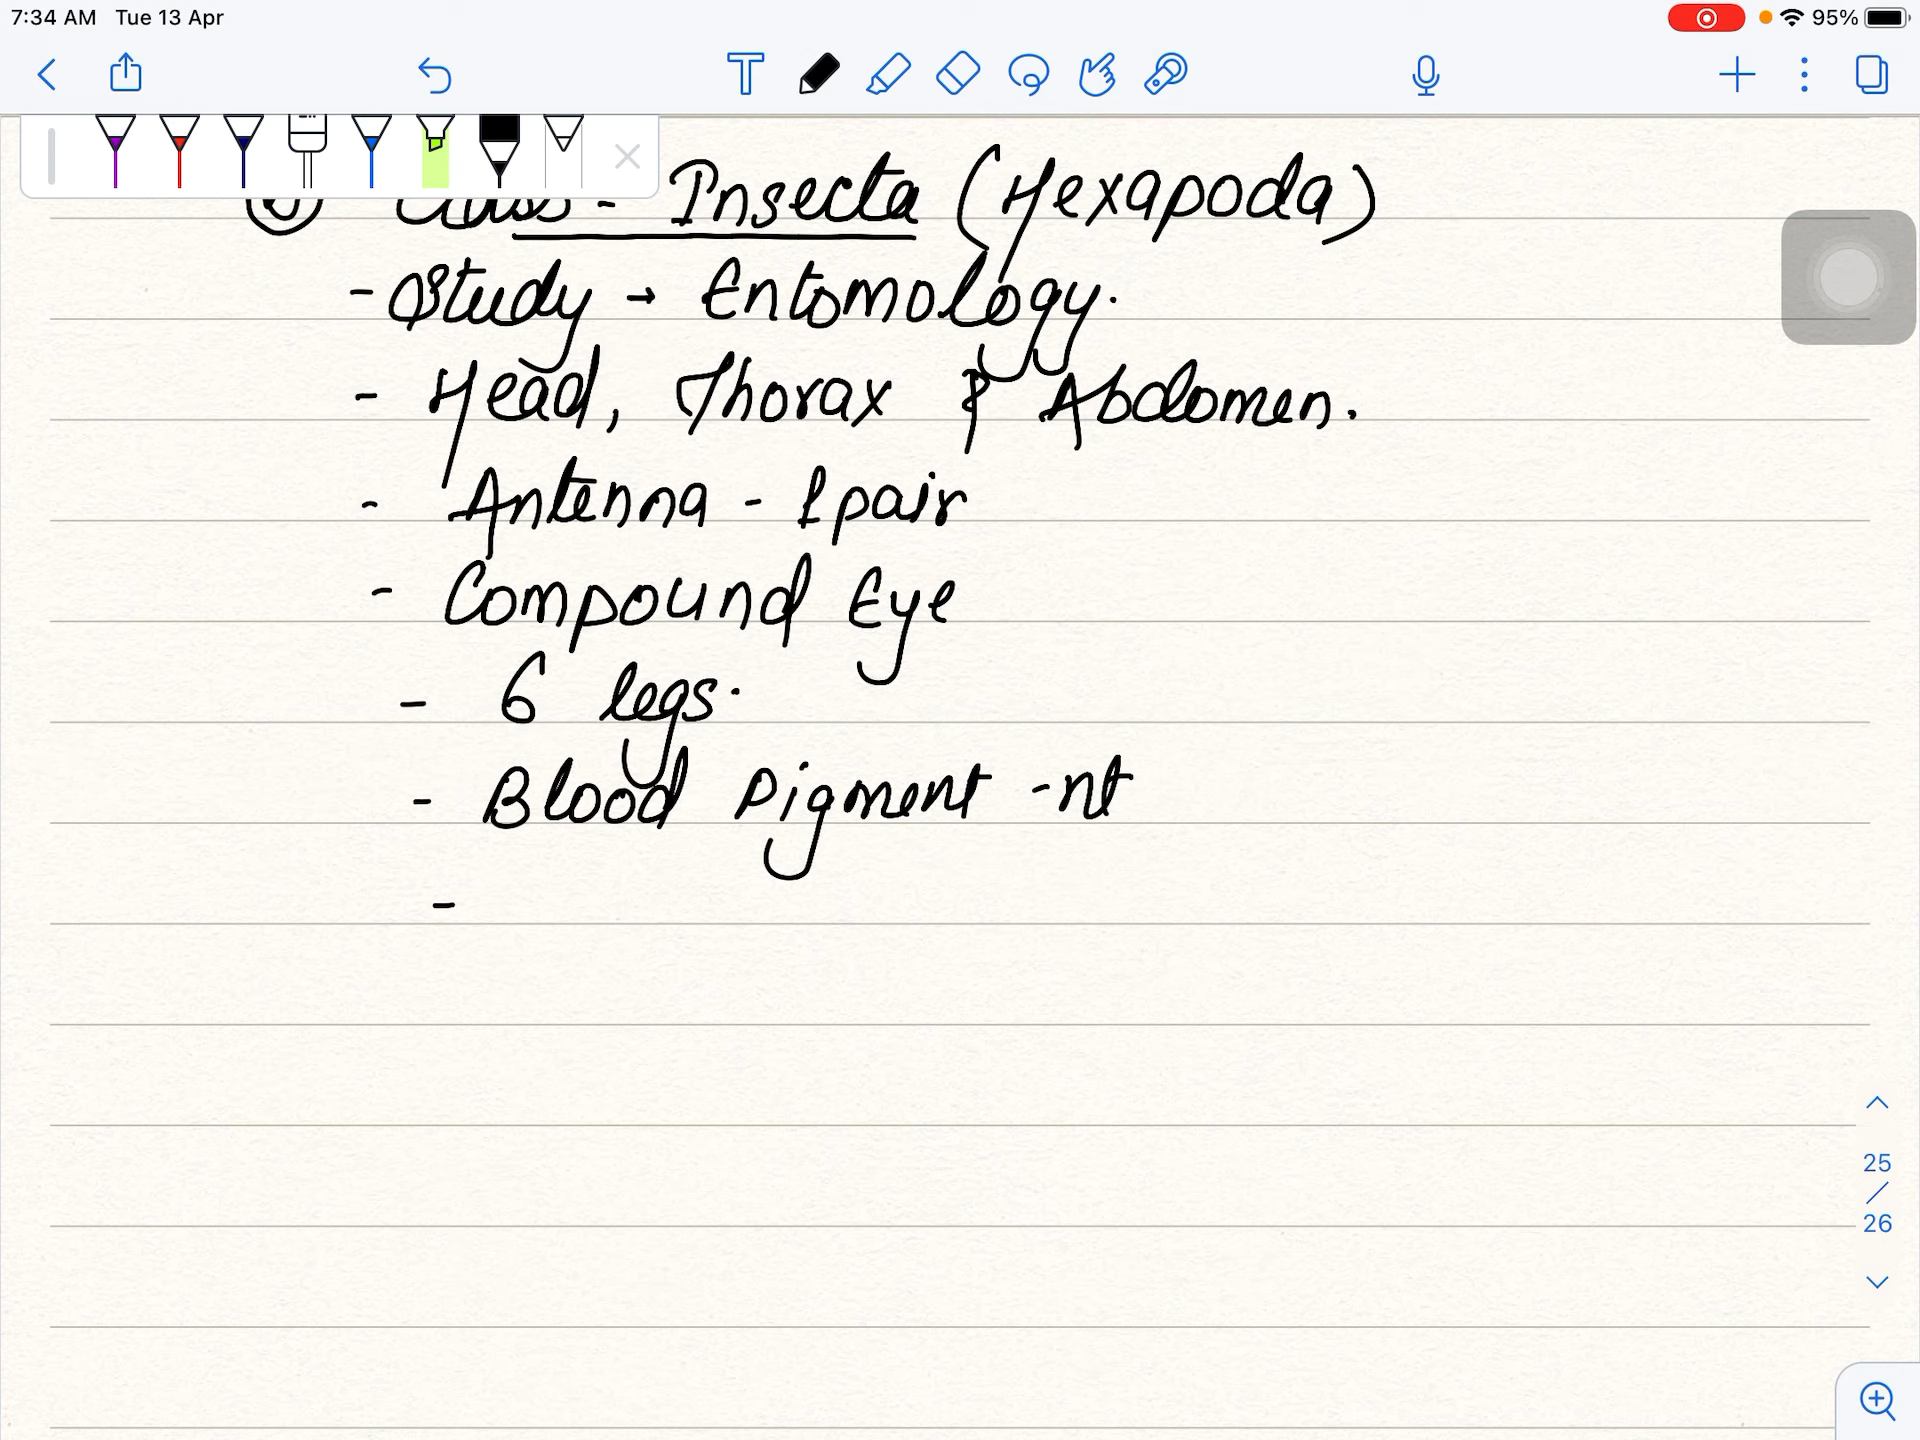 7:34 AM Tue 13 Apr 95%
Class - Insecta (Hexapoda)
- Study → Entomology.
- Head, Thorax & Abdomen.
- Antenna - 1 pair
- Compound Eye
- 6 legs.
- Blood Pigment -nt
-
25
/
26